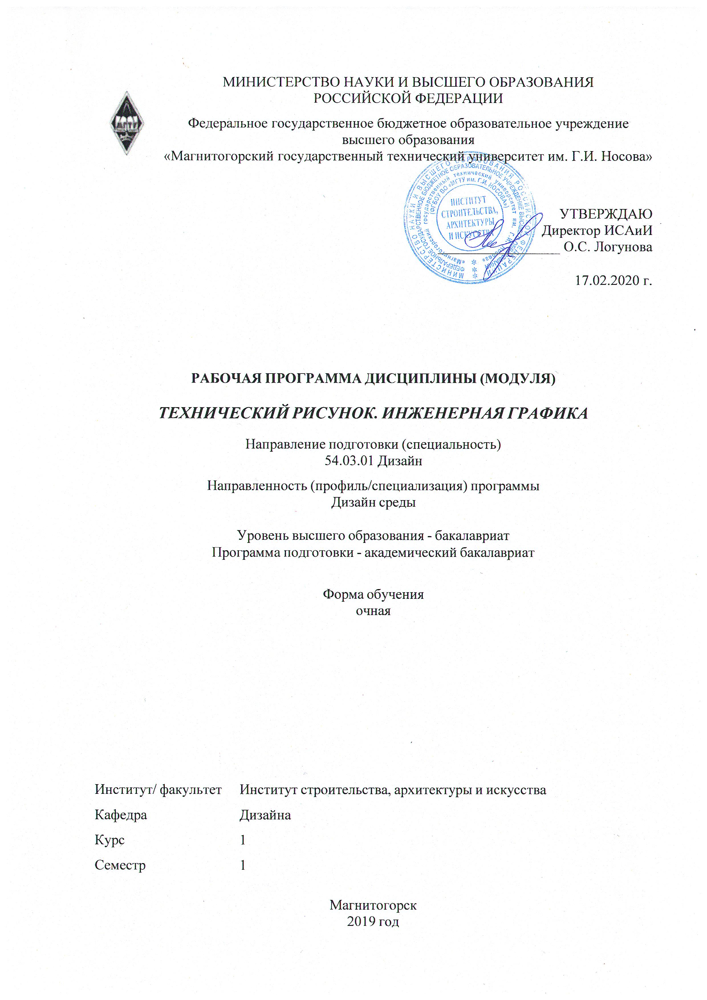 МИНИСТЕРСТВО НАУКИ И ВЫСШЕГО ОБРАЗОВАНИЯ
РОССИЙСКОЙ ФЕДЕРАЦИИ
Федеральное государственное бюджетное образовательное учреждение
высшего образования
«Магнитогорский государственный технический университет им. Г.И. Носова»
МИНИСТЕРСТВО НАУКИ И ВЫСШЕГО ОБРАЗОВАНИЯ РОССИЙСКОЙ ФЕДЕРАЦИИ
ФЕДЕРАЛЬНОЕ ГОСУДАРСТВЕННОЕ БЮДЖЕТНОЕ ОБРАЗОВАТЕЛЬНОЕ УЧРЕЖДЕНИЕ ВЫСШЕГО ОБРАЗОВАНИЯ
«Магнитогорский государственный технический университет им. Г.И. Носова»
(ФГБОУ ВО «МГТУ им. Г.И. НОСОВА»)
ИНСТИТУТ
СТРОИТЕЛЬСТВА,
АРХИТЕКТУРЫ
И ИСКУССТВА
УТВЕРЖДАЮ
Директор ИСАиИ
О.С. Логунова
17.02.2020 г.
РАБОЧАЯ ПРОГРАММА ДИСЦИПЛИНЫ (МОДУЛЯ)
ТЕХНИЧЕСКИЙ РИСУНОК. ИНЖЕНЕРНАЯ ГРАФИКА
Направление подготовки (специальность)
54.03.01 Дизайн
Направленность (профиль/специализация) программы
Дизайн среды
Уровень высшего образования - бакалавриат
Программа подготовки - академический бакалавриат
Форма обучения
очная
Институт/ факультет Институт строительства, архитектуры и искусства
Кафедра Дизайна
Курс 1
Семестр 1
Магнитогорск
2019 год